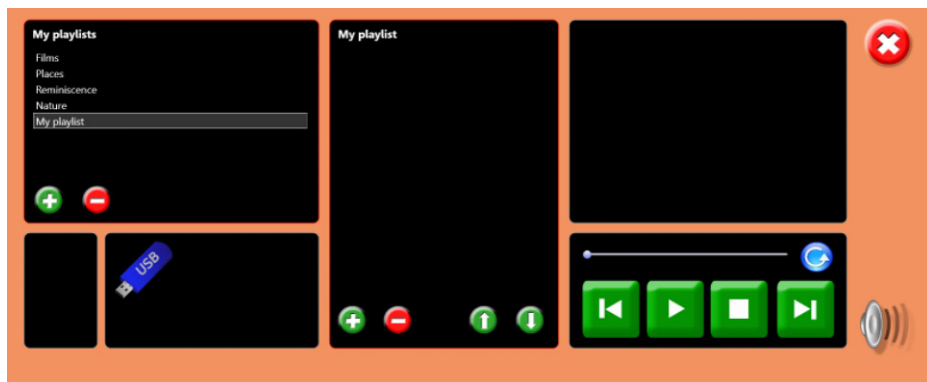 My playlists
Films
Places
Reminiscence
Nature
My playlist
My playlist
USB